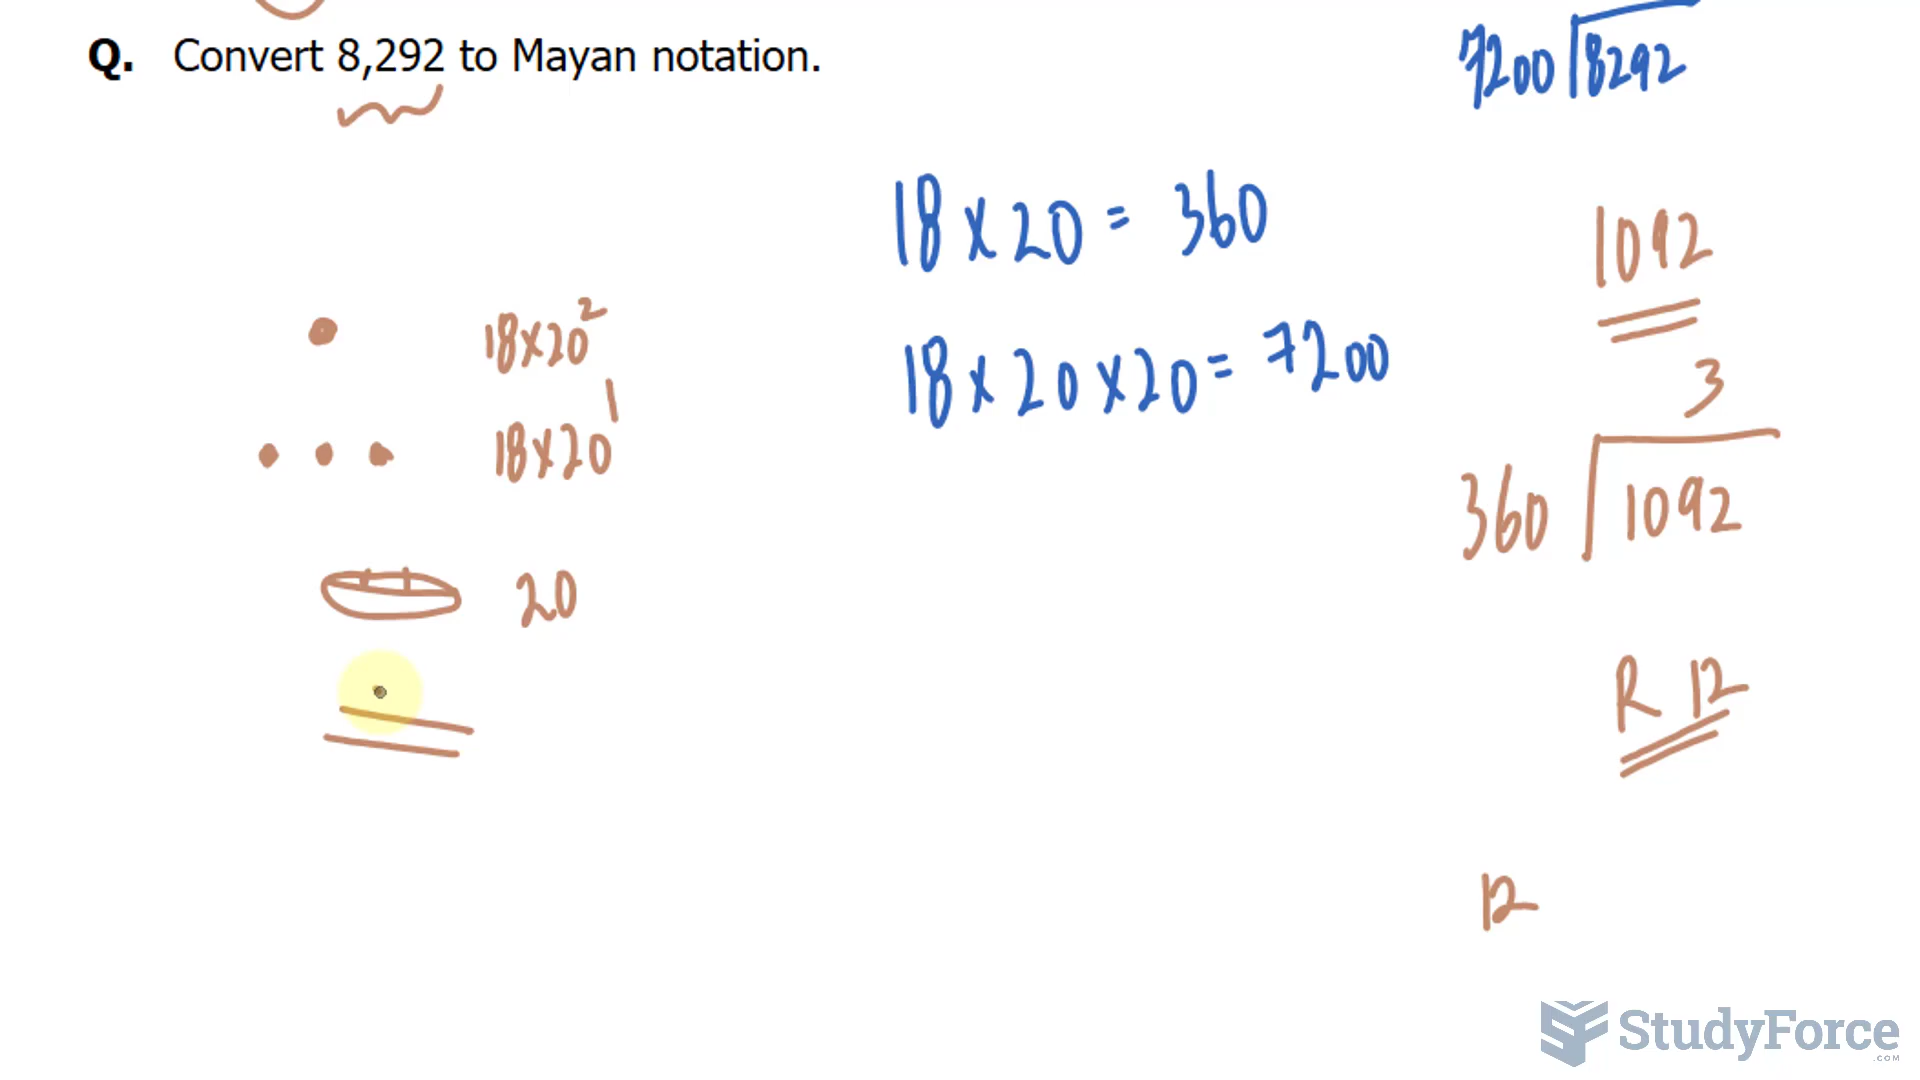 Q. Convert 8,292 to Mayan notation.
7200 8292
18 x 20 = 360
1092
18x20²
18 x 20 x 20 = 7200
3
18x20¹
360 1092
20
R 12
12
StudyForce
.COM